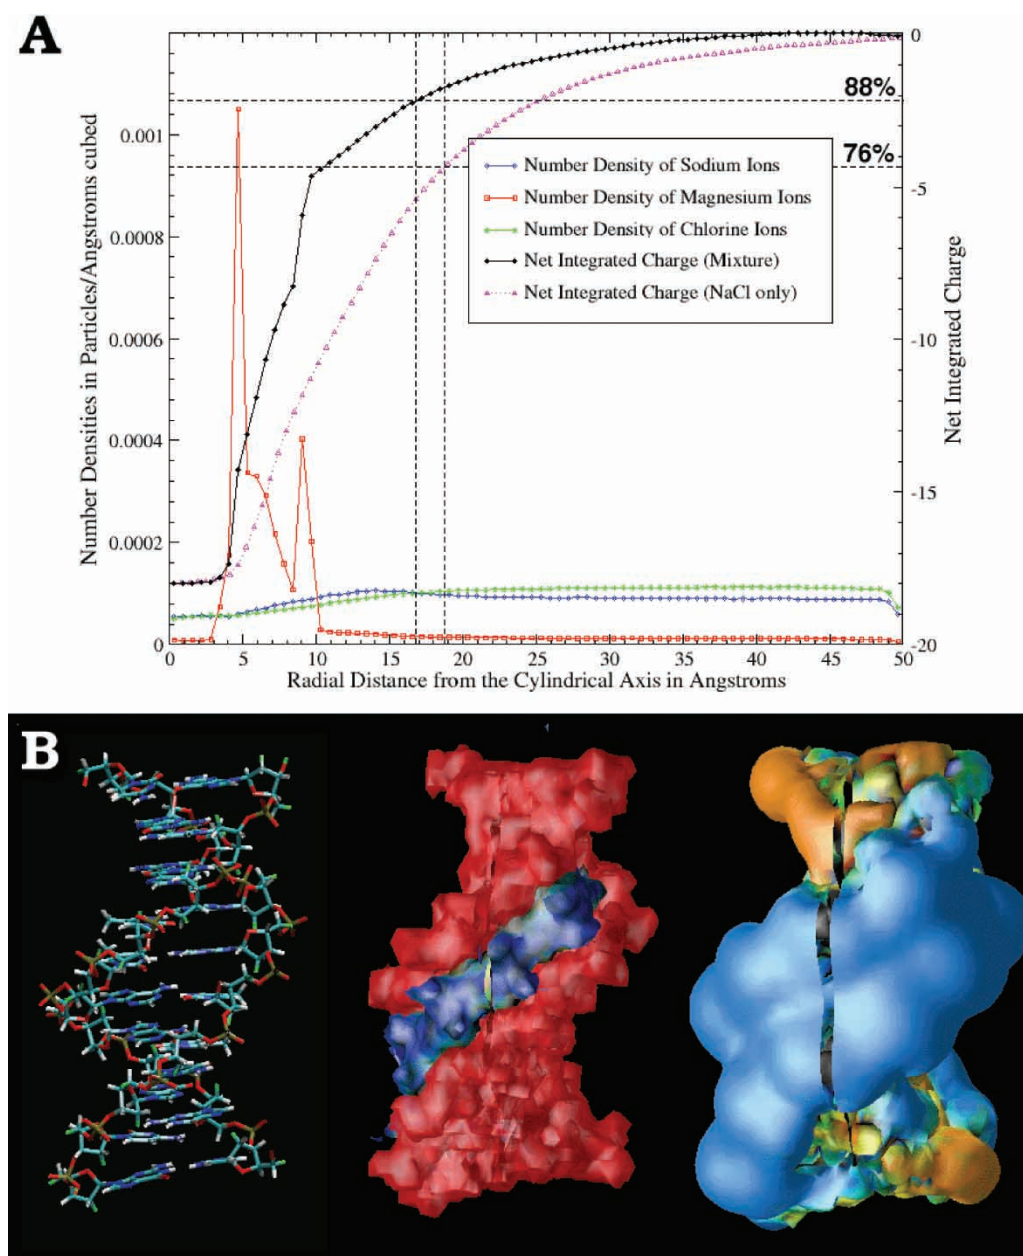 A
0
88%
0.001
76%
Number Density of Sodium Ions
Number Density of Magnesium Ions
Number Density of Chlorine Ions
Net Integrated Charge (Mixture)
Net Integrated Charge (NaCl only)
-5
0.0008
0.0006
-10
0.0004
-15
0.0002
0
-20
Number Densities in Particles/Angstroms cubed
Net Integrated Charge
0 5 10 15 20 25 30 35 40 45 50
Radial Distance from the Cylindrical Axis in Angstroms
B